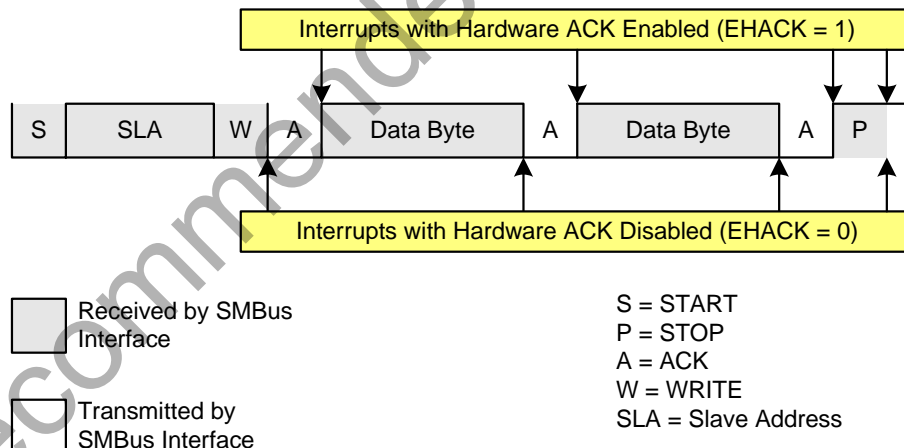 Interrupts with Hardware ACK Enabled (EHACK = 1)
S SLA W A Data Byte A Data Byte A P
Interrupts with Hardware ACK Disabled (EHACK = 0)
Received by SMBus
Interface
Transmitted by
SMBus Interface
S = START
P = STOP
A = ACK
W = WRITE
SLA = Slave Address
ecommende